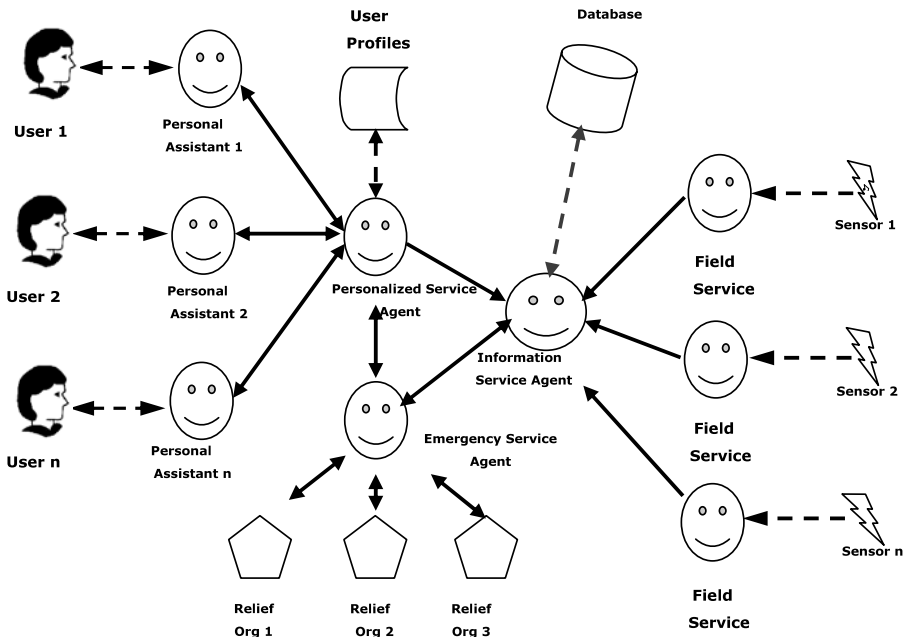 User
Profiles
Database
User 1
Personal
Assistant 1
Sensor 1
Field
Service
User 2
Personal
Assistant 2
Personalized Service
Agent
Information
Service Agent
Sensor 2
Field
Service
User n
Personal
Assistant n
Emergency Service
Agent
Sensor n
Field
Service
Relief
Org 1
Relief
Org 2
Relief
Org 3